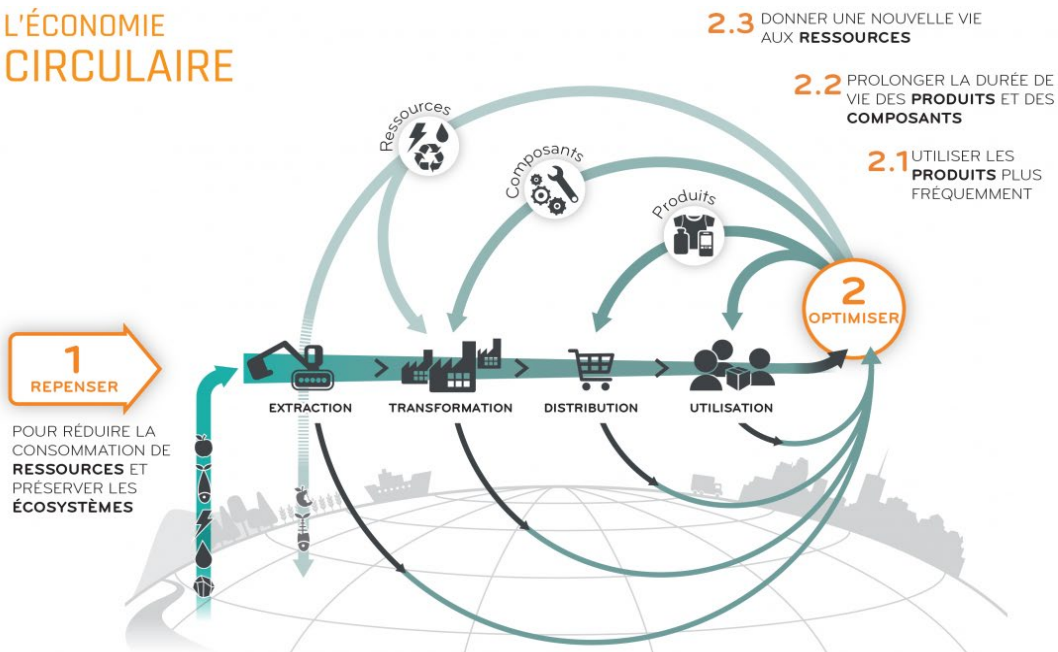 L'ÉCONOMIE
CIRCULAIRE
2.3 DONNER UNE NOUVELLE VIE
AUX RESSOURCES
2.2 PROLONGER LA DURÉE DE
VIE DES PRODUITS ET DES
COMPOSANTS
2.1 UTILISER LES
PRODUITS PLUS
FRÉQUEMMENT
Ressources
Composants
Produits
2
OPTIMISER
1
REPENSER
POUR RÉDUIRE LA
CONSOMMATION DE
RESSOURCES ET
PRÉSERVER LES
ÉCOSYSTÈMES
EXTRACTION
TRANSFORMATION
DISTRIBUTION
UTILISATION